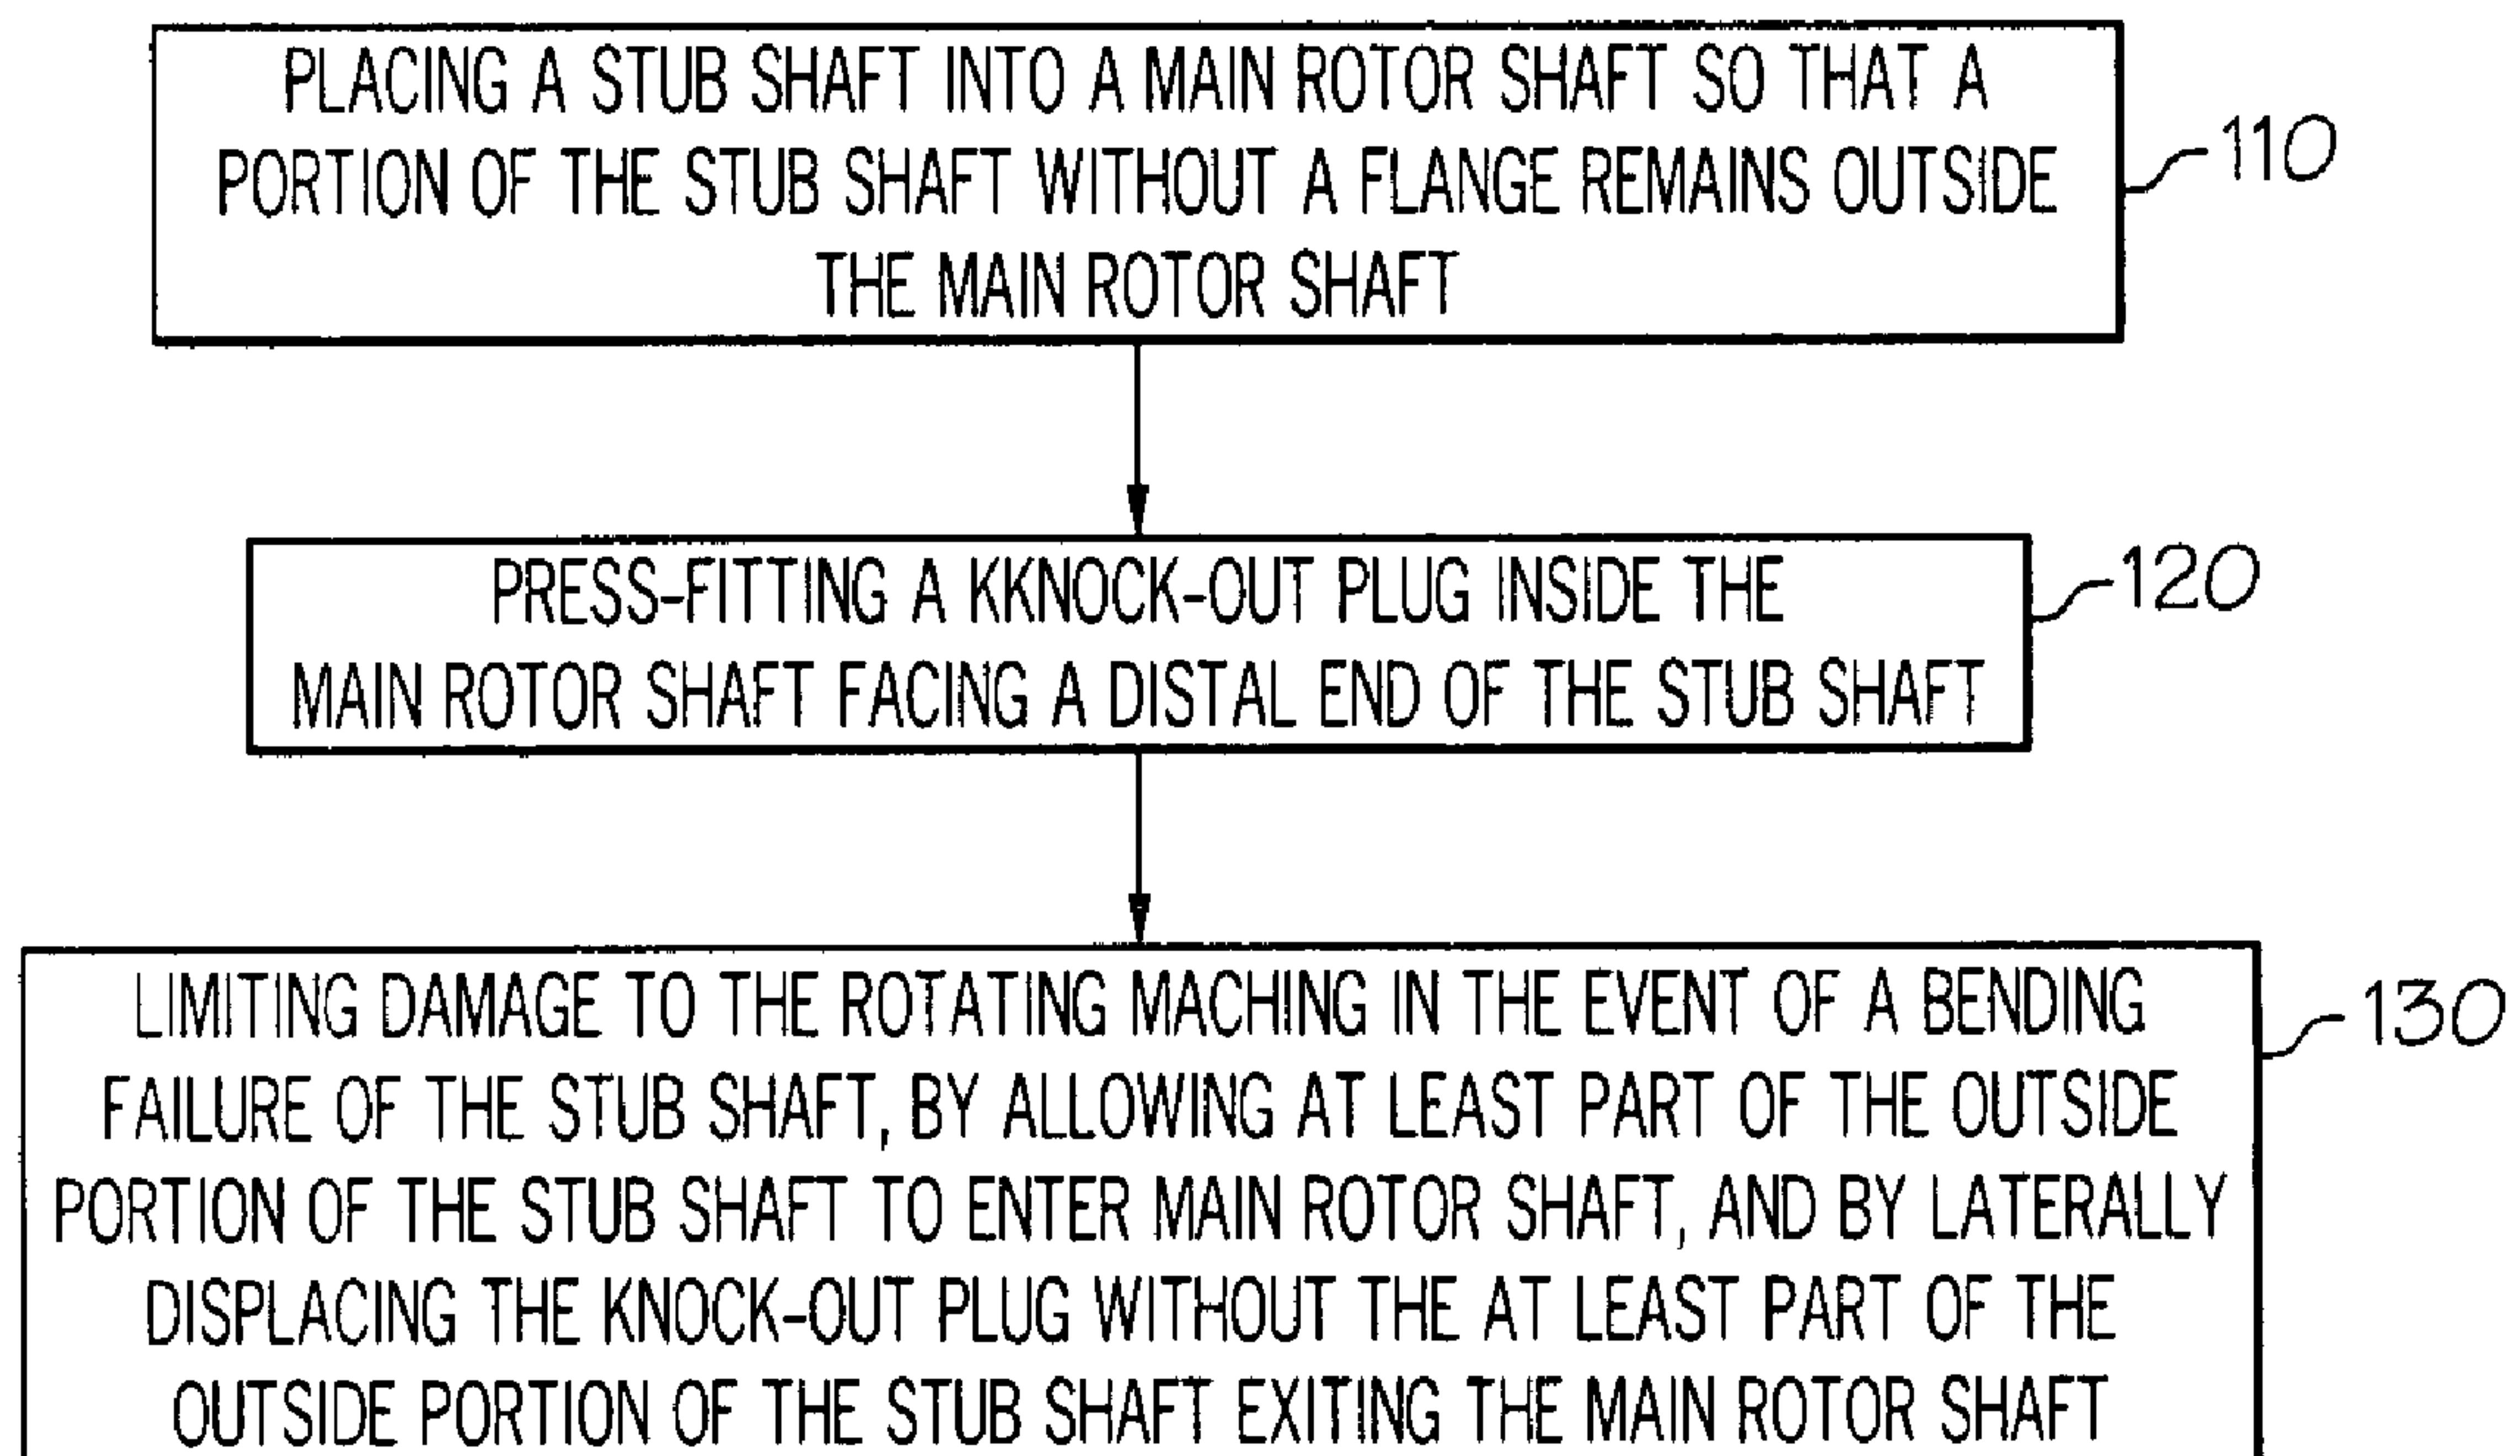 PLACING A STUB SHAFT INTO A MAIN ROTOR SHAFT SO THAT A
PORTION OF THE STUB SHAFT WITHOUT A FLANGE REMAINS OUTSIDE
THE MAIN ROTOR SHAFT
110
PRESS-FITTING A KKNOCK-OUT PLUG INSIDE THE
MAIN ROTOR SHAFT FACING A DISTAL END OF THE STUB SHAFT
120
LIMITING DAMAGE TO THE ROTATING MACHING IN THE EVENT OF A BENDING
FAILURE OF THE STUB SHAFT, BY ALLOWING AT LEAST PART OF THE OUTSIDE
PORTION OF THE STUB SHAFT TO ENTER MAIN ROTOR SHAFT, AND BY LATERALLY
DISPLACING THE KNOCK-OUT PLUG WITHOUT THE AT LEAST PART OF THE
OUTSIDE PORTION OF THE STUB SHAFT EXITING THE MAIN ROTOR SHAFT
130